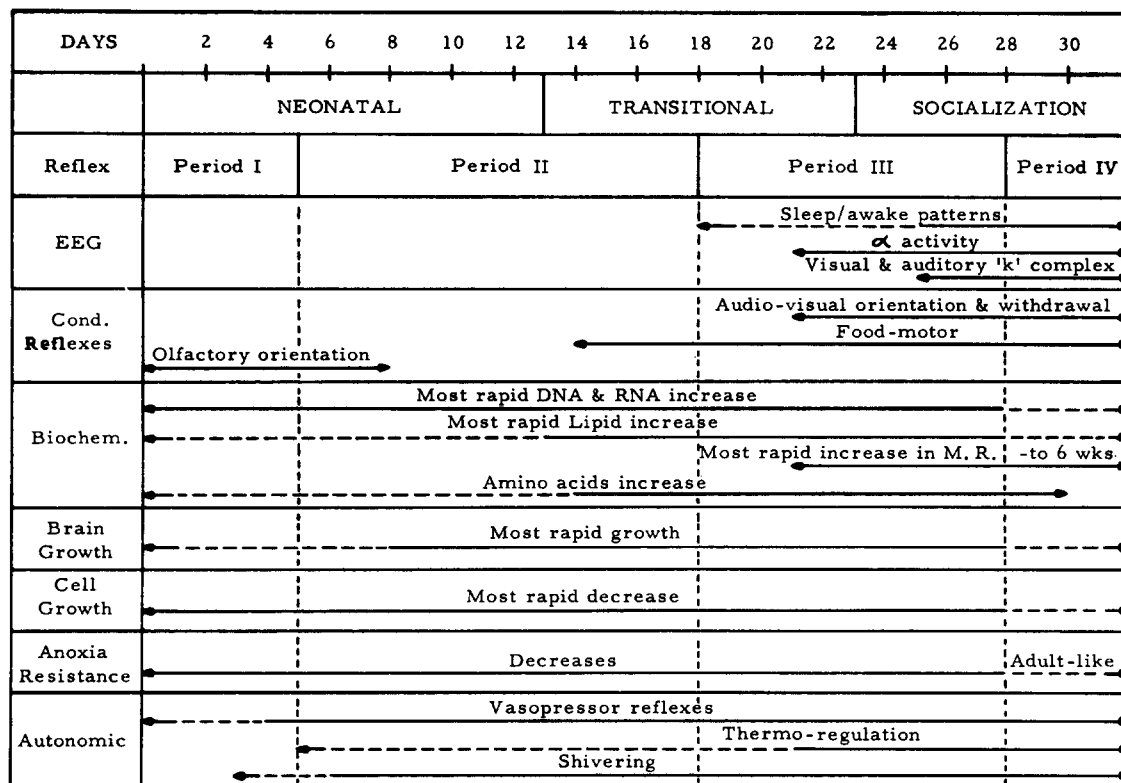 DAYS 2 4 6 8 10 12 14 16 18 20 22 24 26 28 30
NEONATAL TRANSITIONAL SOCIALIZATION
Reflex Period I Period II Period III Period IV
EEG
Sleep/awake patterns
α activity
Visual & auditory 'k' complex
Cond.
Reflexes
Audio-visual orientation & withdrawal
Food-motor
Olfactory orientation
Biochem.
Most rapid DNA & RNA increase
Most rapid Lipid increase
Most rapid increase in M. R. -to 6 wks.
Amino acids increase
Brain
Growth
Most rapid growth
Cell
Growth
Most rapid decrease
Anoxia
Resistance
Decreases Adult-like
Autonomic
Vasopressor reflexes
Thermo-regulation
Shivering